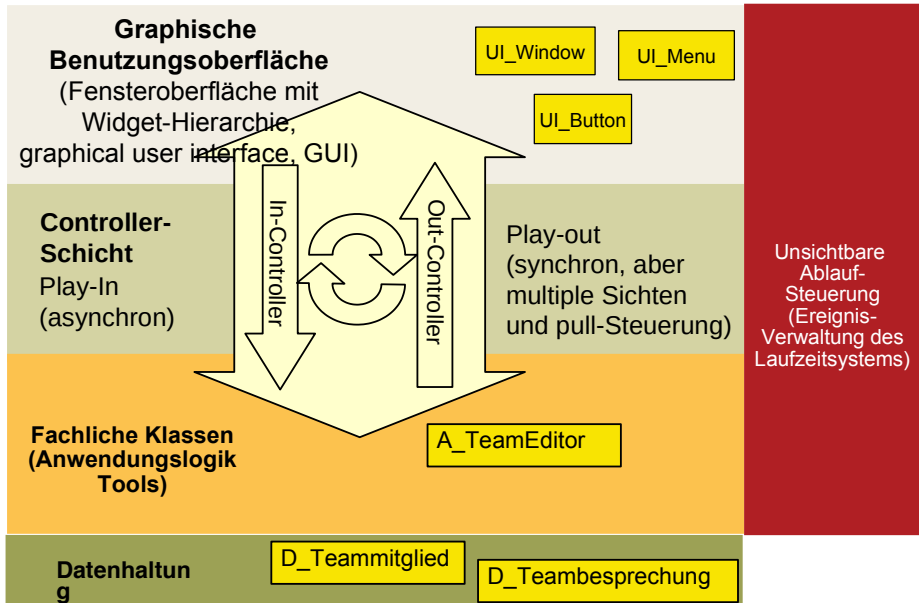 Graphische
Benutzungsoberfläche
(Fensteroberfläche mit
Widget-Hierarchie,
graphical user interface, GUI)
UI_Window
UI_Menu
UI_Button
Controller-
Schicht
Play-In
(asynchron)
In-Controller
Out-Controller
Play-out
(synchron, aber
multiple Sichten
und pull-Steuerung)
Unsichtbare
Ablauf-
Steuerung
(Ereignis-
Verwaltung des
Laufzeitsystems)
Fachliche Klassen
(Anwendungslogik
Tools)
A_TeamEditor
Datenhaltun
g
D_Teammitglied
D_Teambesprechung